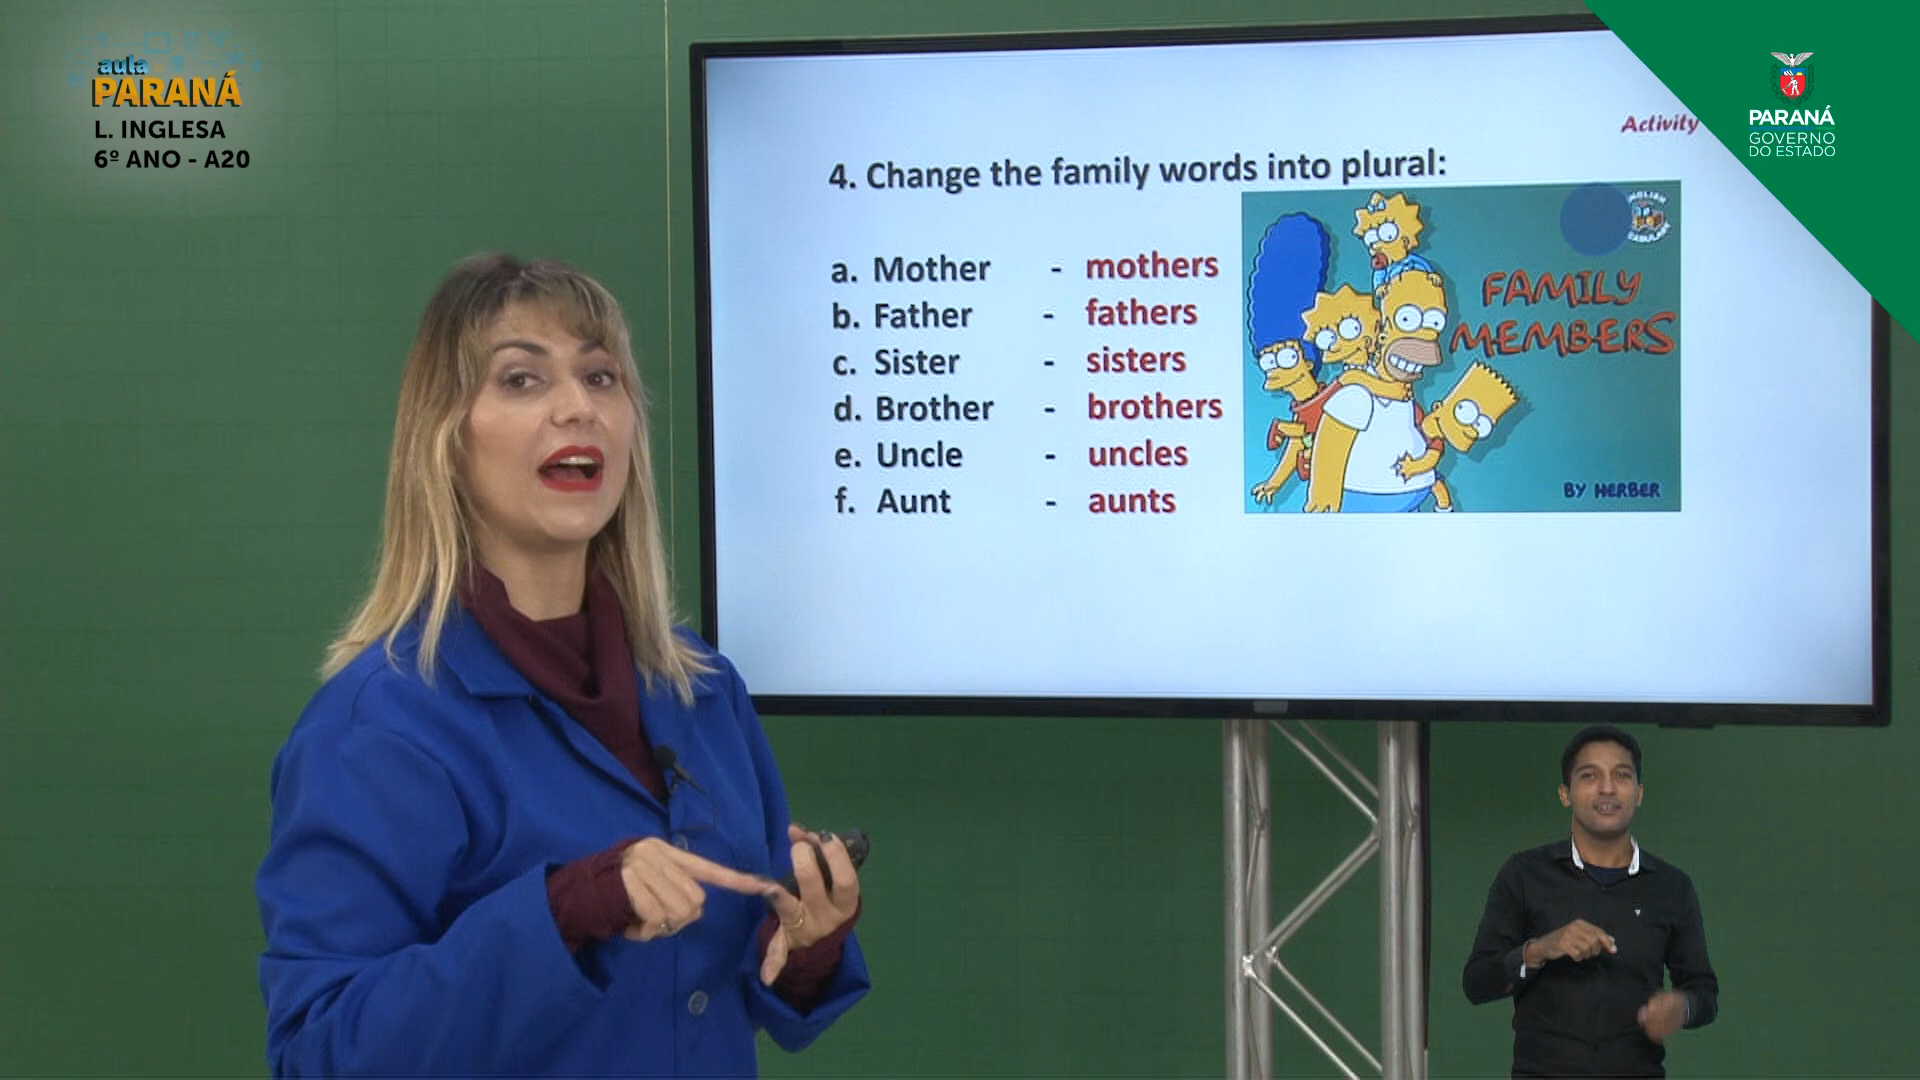 aula
PARANÁ
L. INGLESA
6º ANO - A20
PARANÁ
GOVERNO
DO ESTADO
Activity
4. Change the family words into plural:
a. Mother - mothers
b. Father - fathers
c. Sister - sisters
d. Brother - brothers
e. Uncle - uncles
f. Aunt - aunts
FAMILY
MEMBERS
BY HERBER